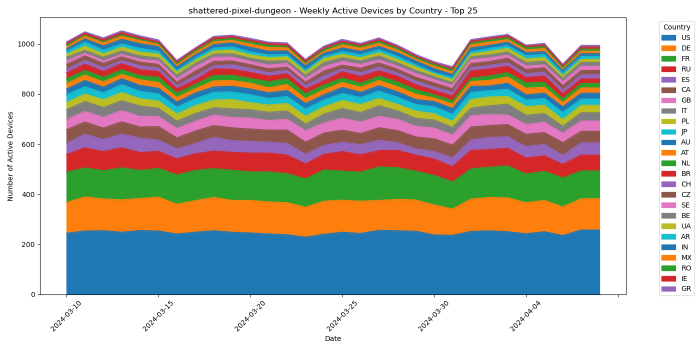 shattered-pixel-dungeon - Weekly Active Devices by Country - Top 25
Number of Active Devices
1000
800
600
400
200
0
2024-03-10
2024-03-15
2024-03-20
2024-03-25
2024-03-30
2024-04-04
Date
Country
US
DE
FR
RU
ES
CA
GB
IT
PL
JP
AU
AT
NL
BR
CH
CZ
SE
BE
UA
AR
IN
MX
RO
IE
GR